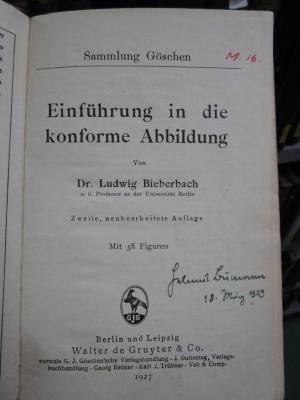 Sammlung Göschen
M. 16.
Einführung in die
konforme Abbildung
Von
Dr. Ludwig Bieberbach
o. ö. Professor an der Universität Berlin
Zweite, neubearbeitete Auflage
Mit 38 Figuren
Helmut
18. März 1929
GJG
Berlin und Leipzig
Walter de Gruyter & Co.
vormals G. J. Göschen'sche Verlagshandlung - J. Guttentag, Verlags-
buchhandlung - Georg Reimer - Karl J. Trübner - Veit & Comp.
1927